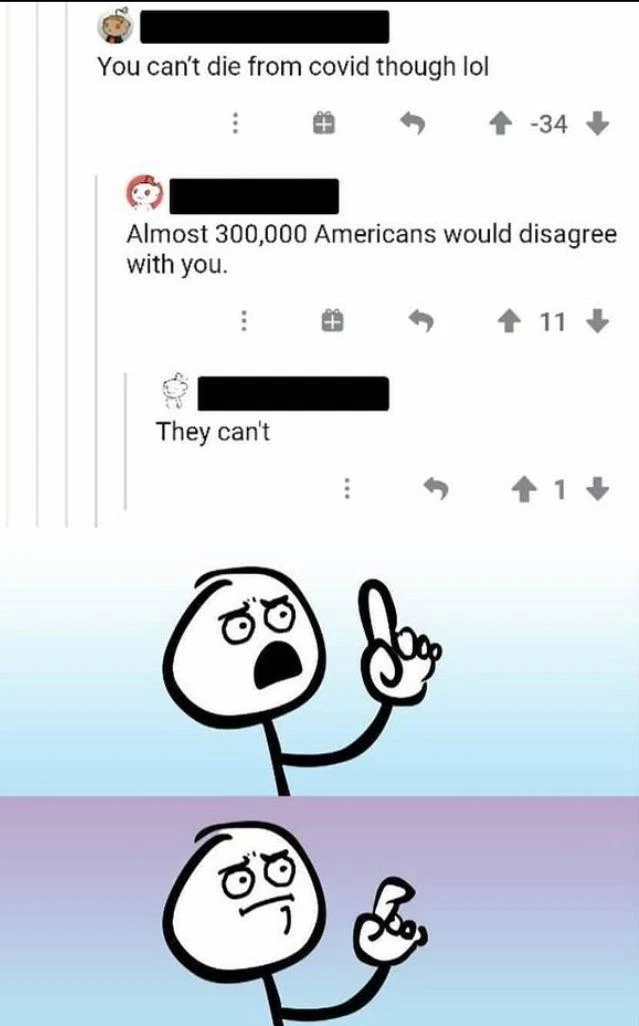 You can't die from covid though lol
-34
Almost 300,000 Americans would disagree
with you.
11
They can't
1